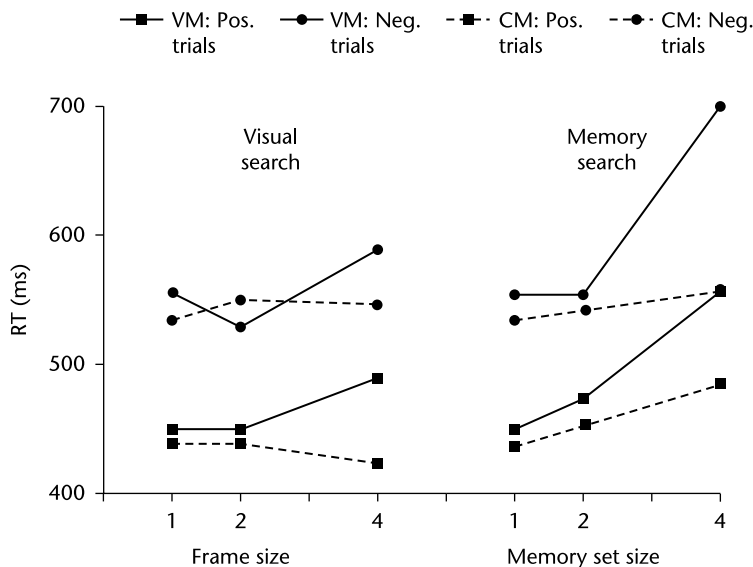 VM: Pos. VM: Neg. CM: Pos. CM: Neg.
trials trials trials trials
700
600
500
400
RT (ms)
Visual
search
Memory
search
1 2 4 1 2 4
Frame size Memory set size